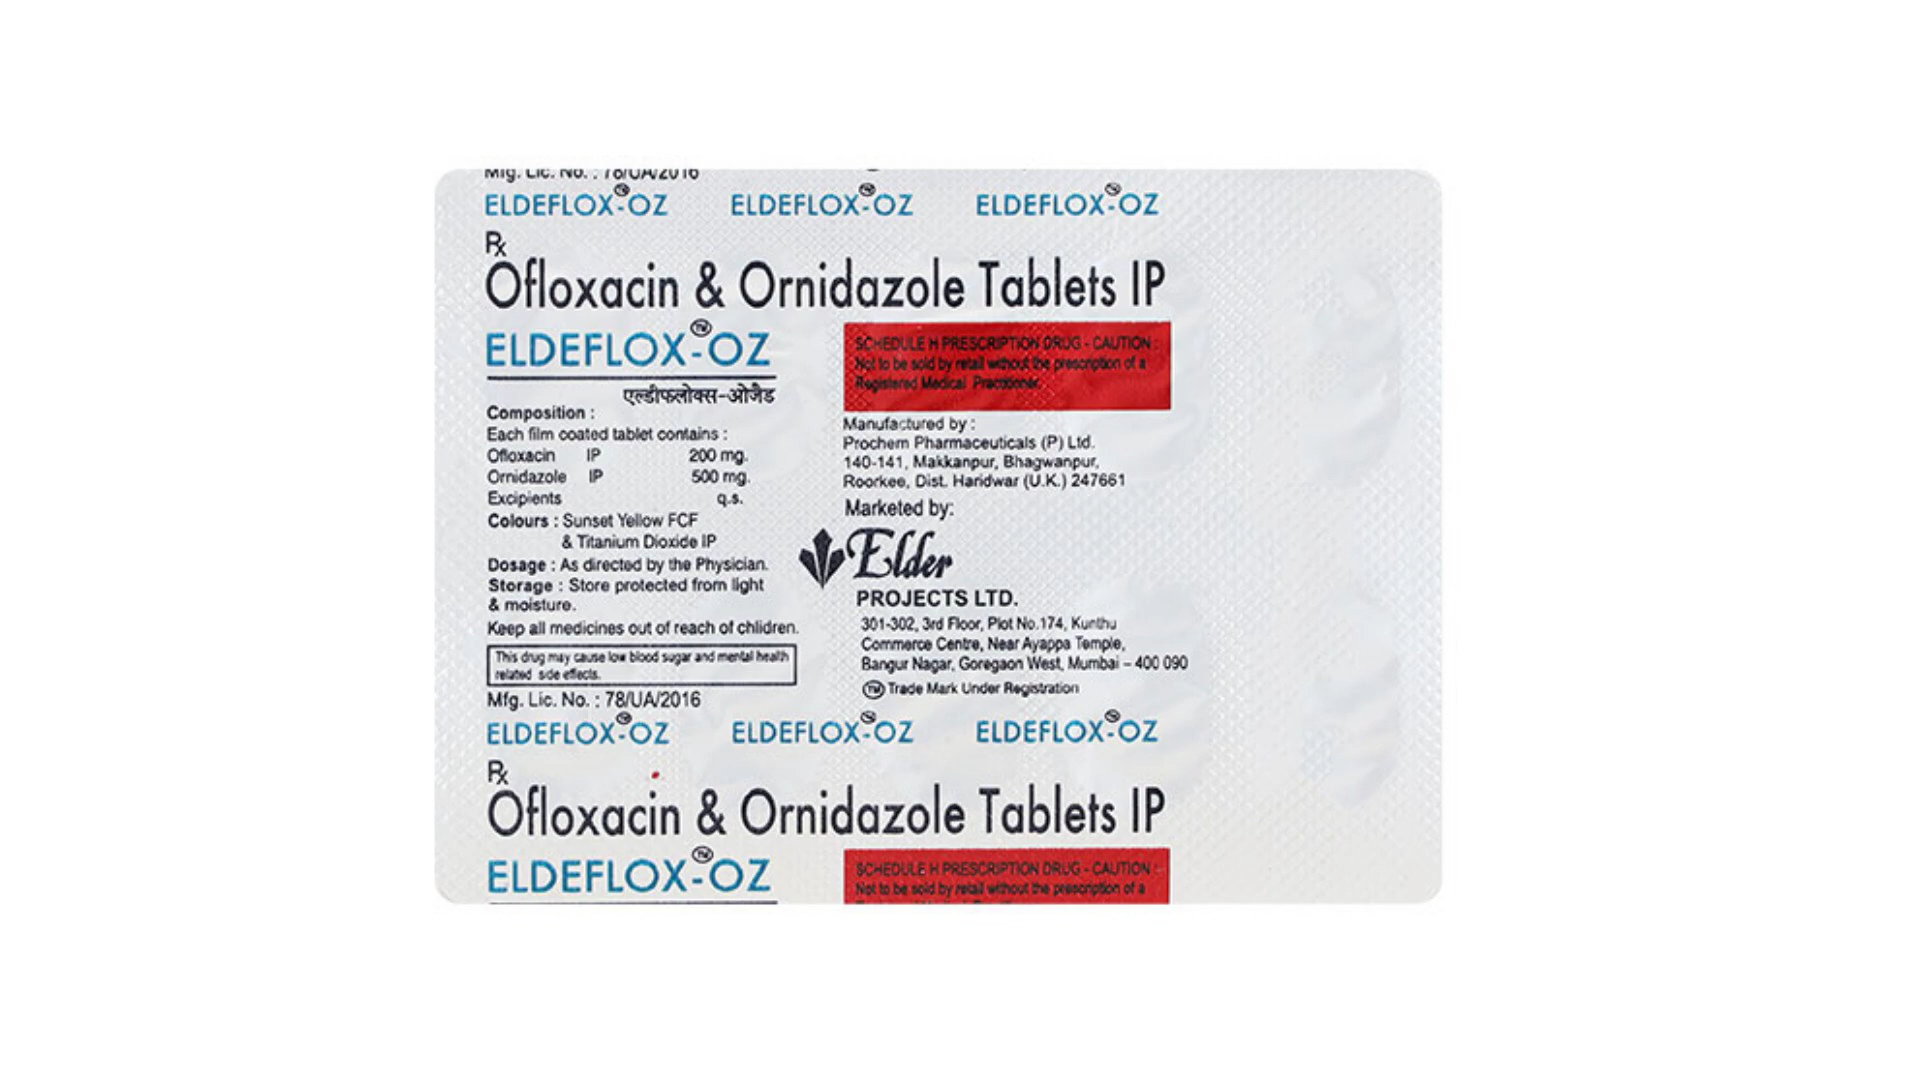 Mfg. Lic. No. : 78/UA/2016
ELDEFLOX-OZ ELDEFLOX-OZ ELDEFLOX-OZ
Rx
Ofloxacin & Ornidazole Tablets IP
ELDEFLOX™-OZ
एल्डीफलोक्स-ओजैड
Composition :
Each film coated tablet contains :
Ofloxacin IP 200 mg.
Ornidazole IP 500 mg.
Excipients q.s.
Colours : Sunset Yellow FCF
& Titanium Dioxide IP
Dosage : As directed by the Physician.
Storage : Store protected from light
& moisture.
Keep all medicines out of reach of children.
This drug may cause low blood sugar and mental health
related side effects.
Mfg. Lic. No. : 78/UA/2016
SCHEDULE H PRESCRIPTION DRUG - CAUTION :
Not to be sold by retail without the prescription of a
Registered Medical Practitioner.
Manufactured by :
Prochem Pharmaceuticals (P) Ltd.
140-141, Makkanpur, Bhagwanpur,
Roorkee, Dist. Haridwar (U.K.) 247661
Marketed by:
Elder
PROJECTS LTD.
301-302, 3rd Floor, Plot No.174, Kunthu
Commerce Centre, Near Ayappa Temple,
Bangur Nagar, Goregaon West, Mumbai – 400 090
TM Trade Mark Under Registration
ELDEFLOX™-OZ ELDEFLOX™-OZ ELDEFLOX™-OZ
Rx
Ofloxacin & Ornidazole Tablets IP
ELDEFLOX™-OZ
SCHEDULE H PRESCRIPTION DRUG - CAUTION :
Not to be sold by retail without the prescription of a